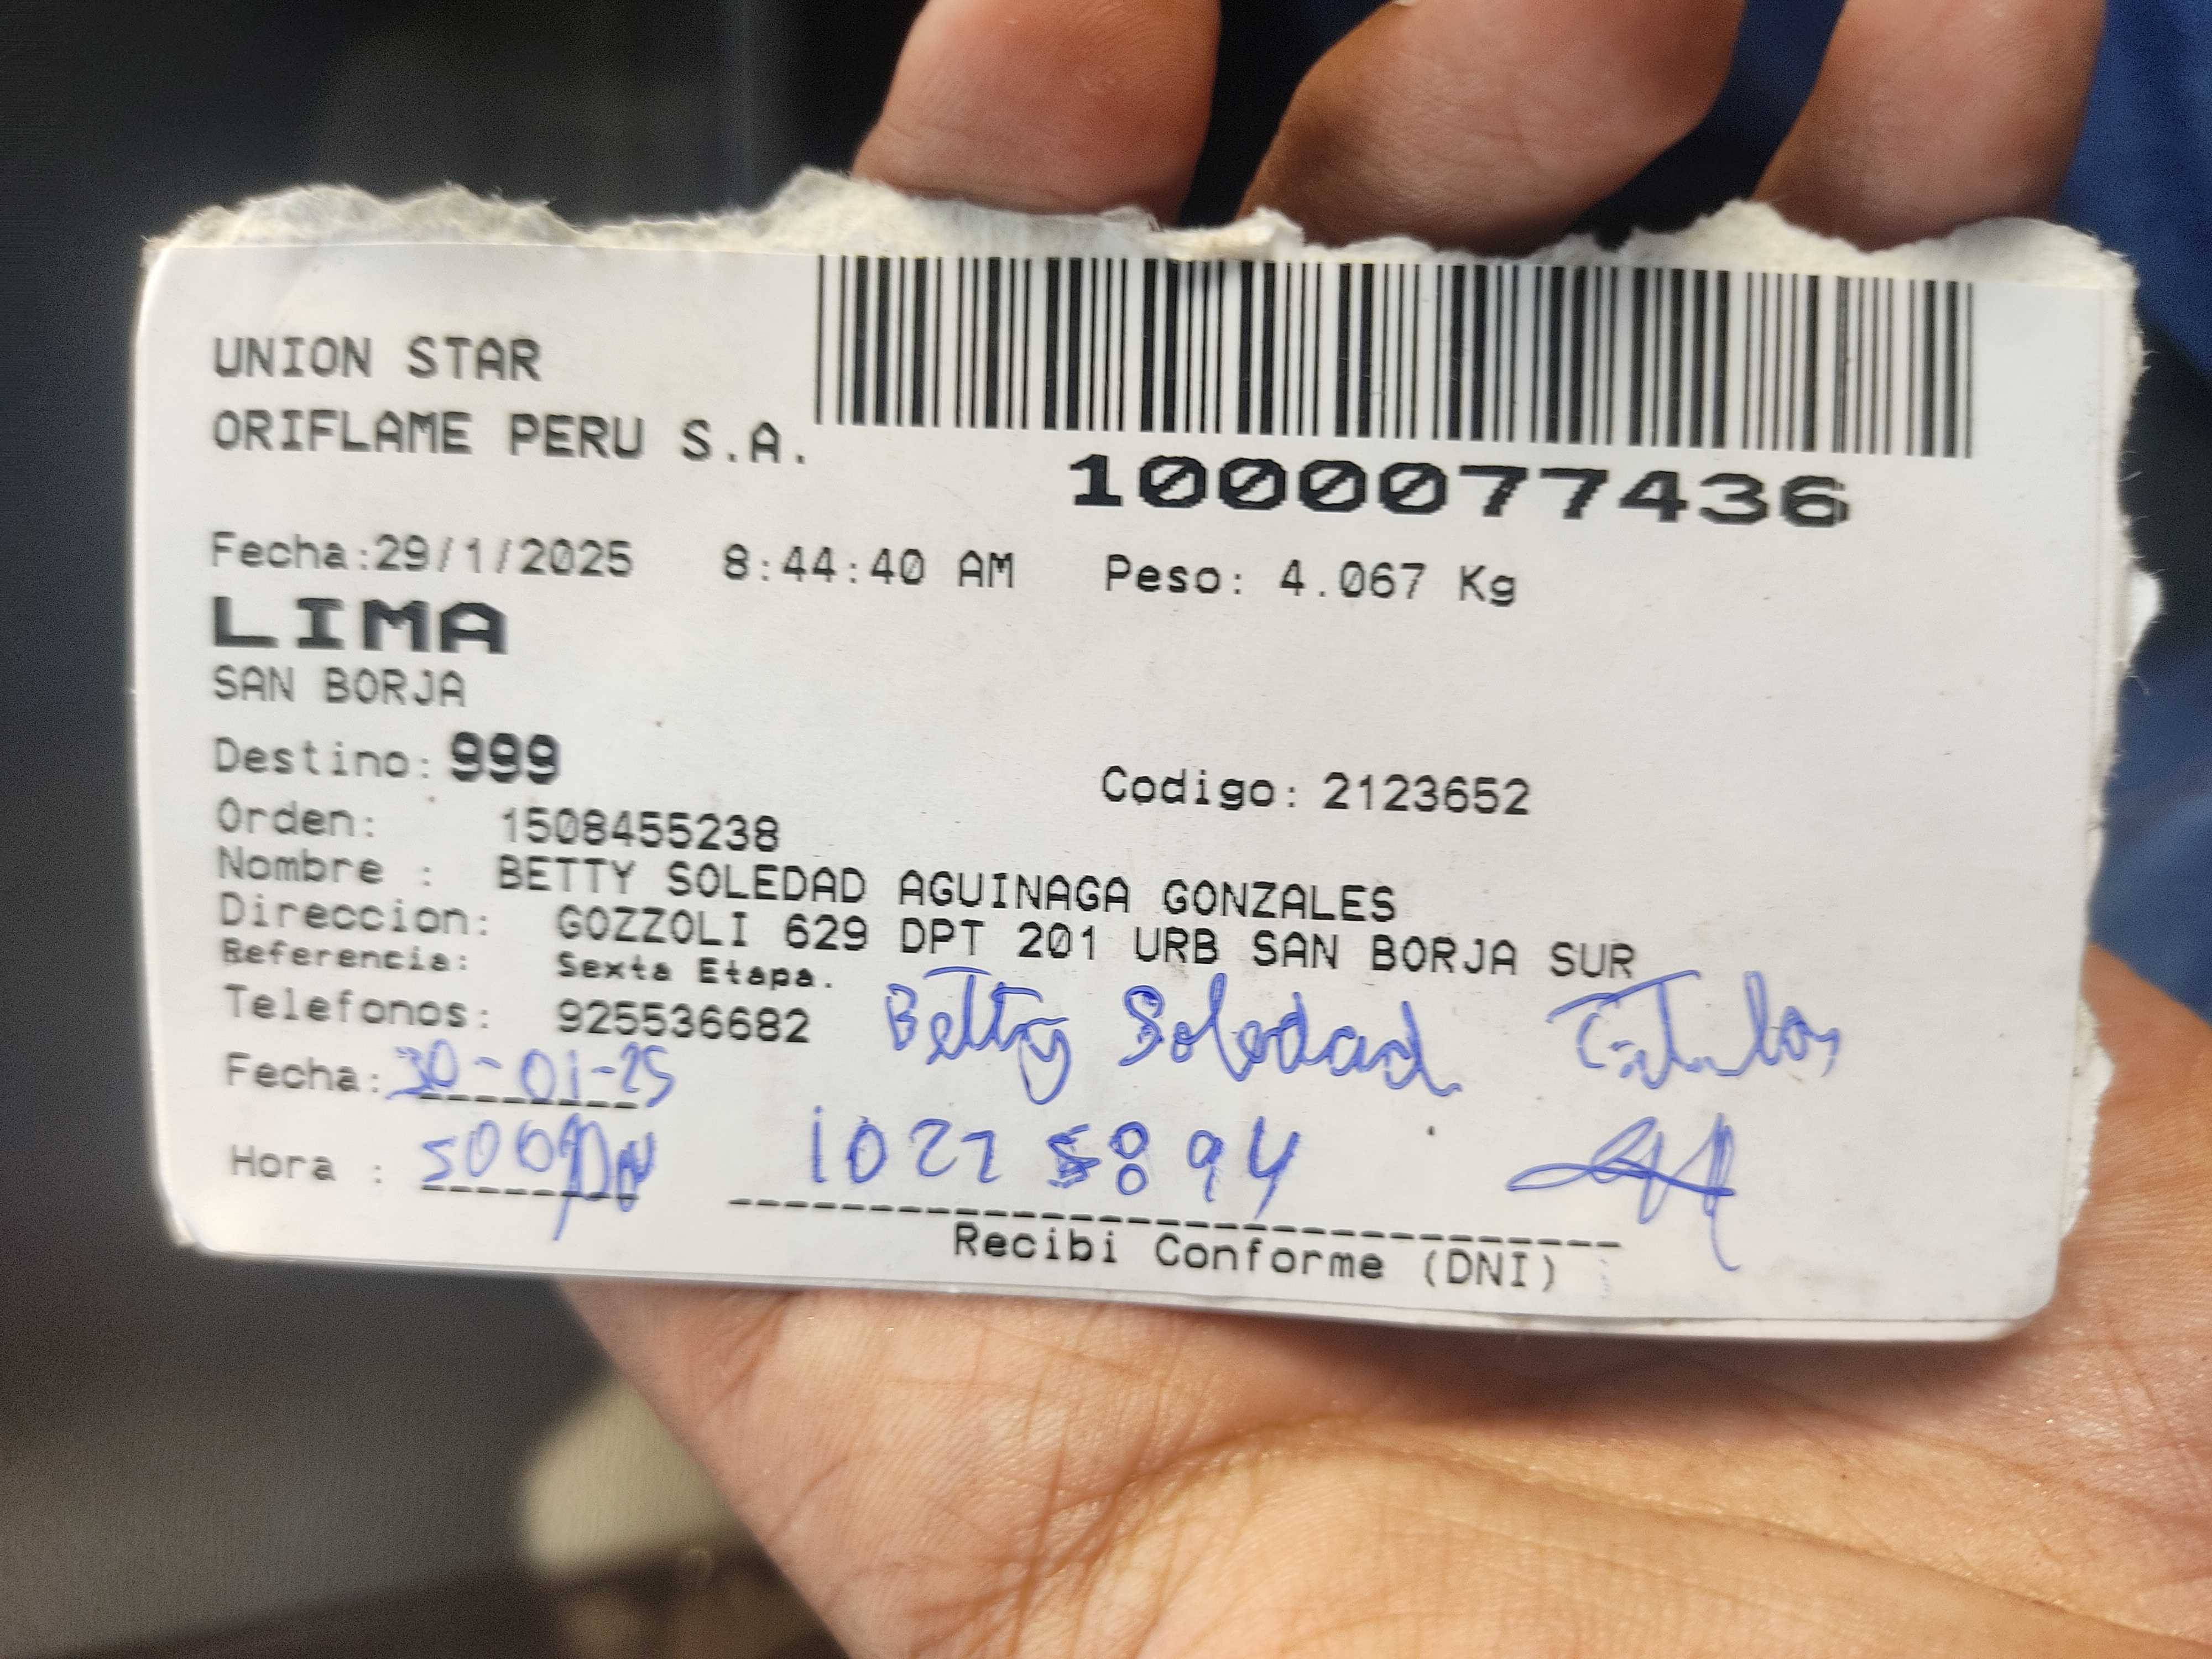 UNION STAR
ORIFLAME PERU S.A.
1000077436
Fecha:29/1/2025 8:44:40 AM Peso: 4.067 Kg
LIMA
SAN BORJA
Destino: 999
Codigo: 2123652
Orden: 1508455238
Nombre : BETTY SOLEDAD AGUINAGA GONZALES
Direccion: GOZZOLI 629 DPT 201 URB SAN BORJA SUR
Referencia: Sexta Etapa.
Telefonos: 925536682 Betty Soledad
Fecha: 30-01-25
Hora :
Recibi Conforme (DNI)